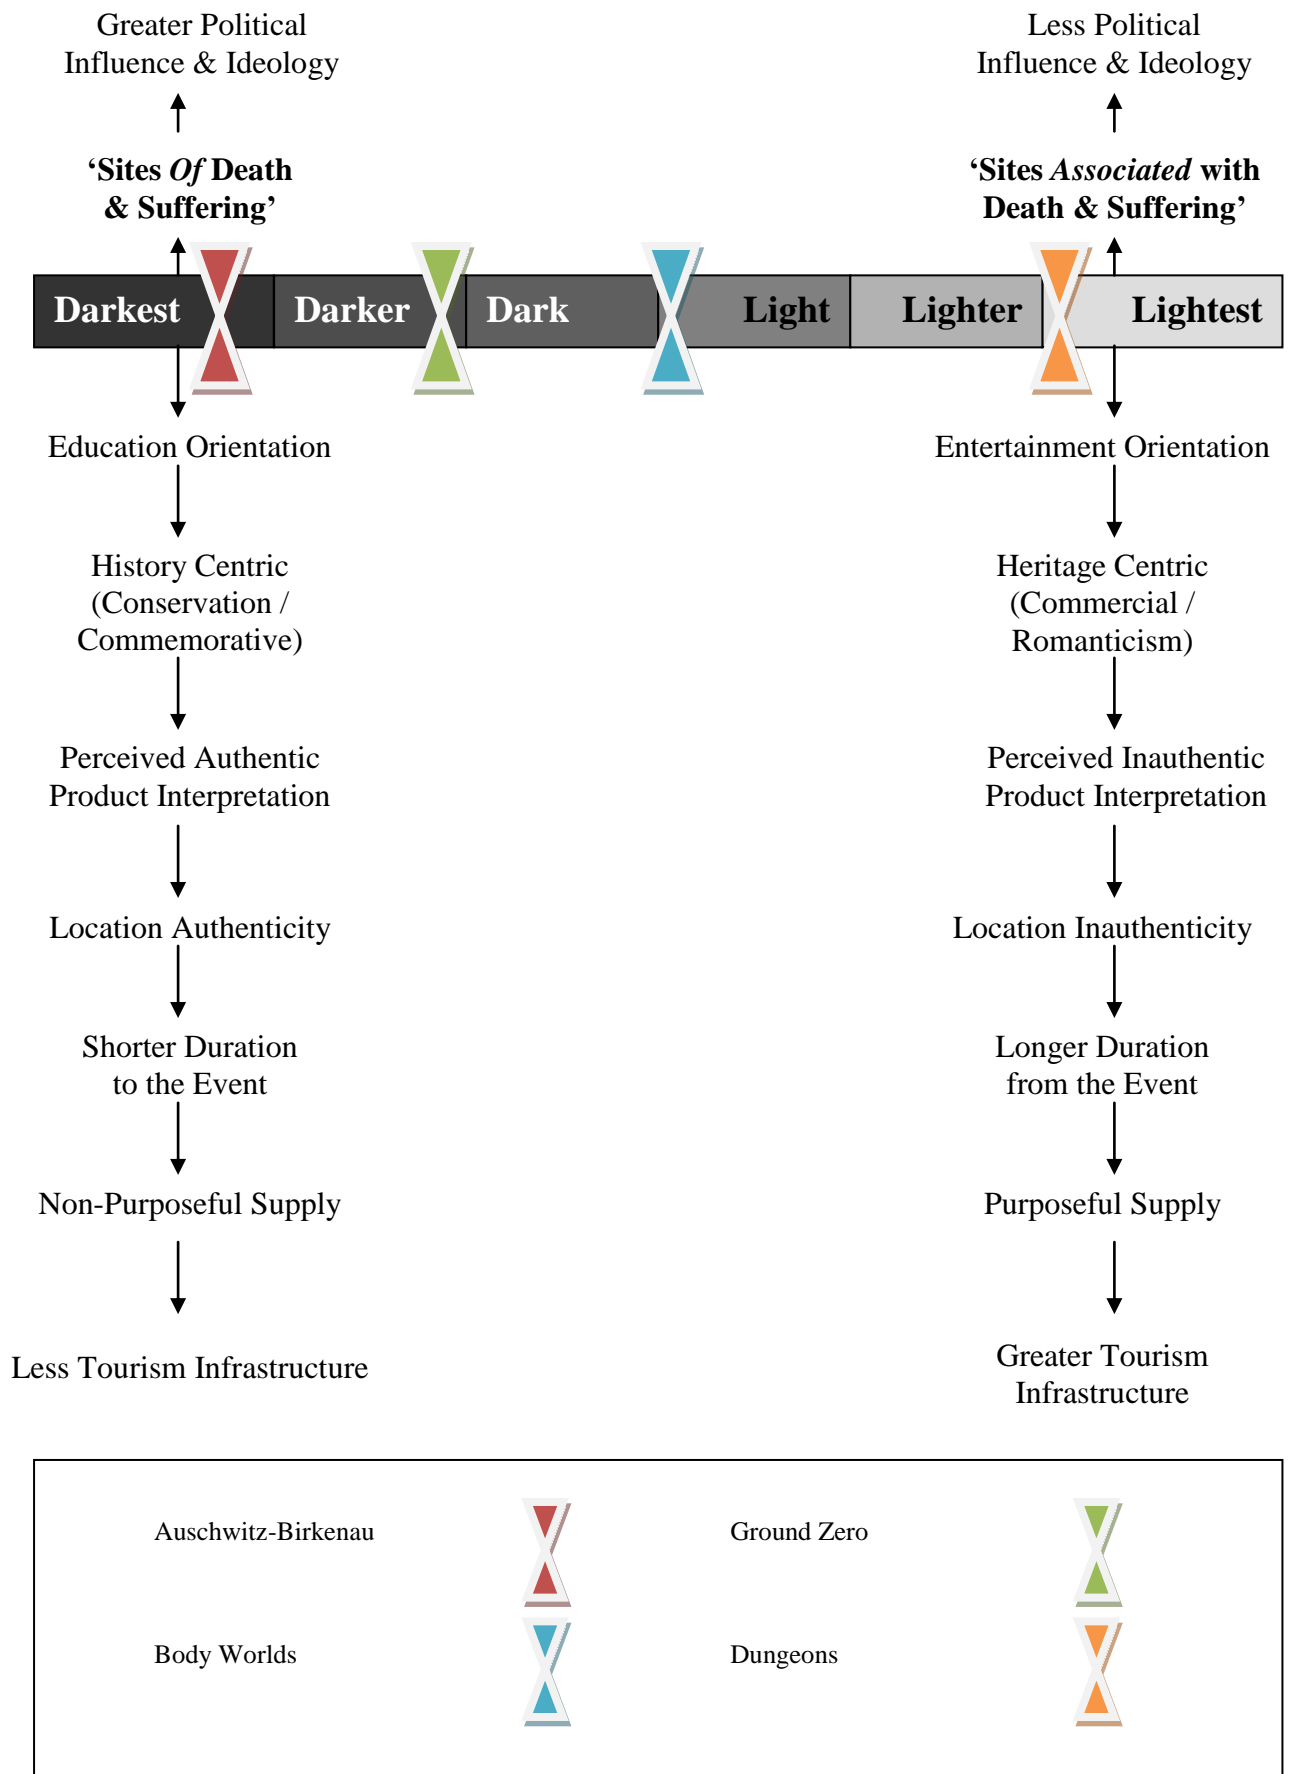 Greater Political
Influence & Ideology
Less Political
Influence & Ideology
‘Sites Of Death
& Suffering’
‘Sites Associated with
Death & Suffering’
Darkest
Darker
Dark
Light
Lighter
Lightest
Education Orientation
Entertainment Orientation
History Centric
(Conservation /
Commemorative)
Heritage Centric
(Commercial /
Romanticism)
Perceived Authentic
Product Interpretation
Perceived Inauthentic
Product Interpretation
Location Authenticity
Location Inauthenticity
Shorter Duration
to the Event
Longer Duration
from the Event
Non-Purposeful Supply
Purposeful Supply
Less Tourism Infrastructure
Greater Tourism
Infrastructure
Auschwitz-Birkenau
Ground Zero
Body Worlds
Dungeons